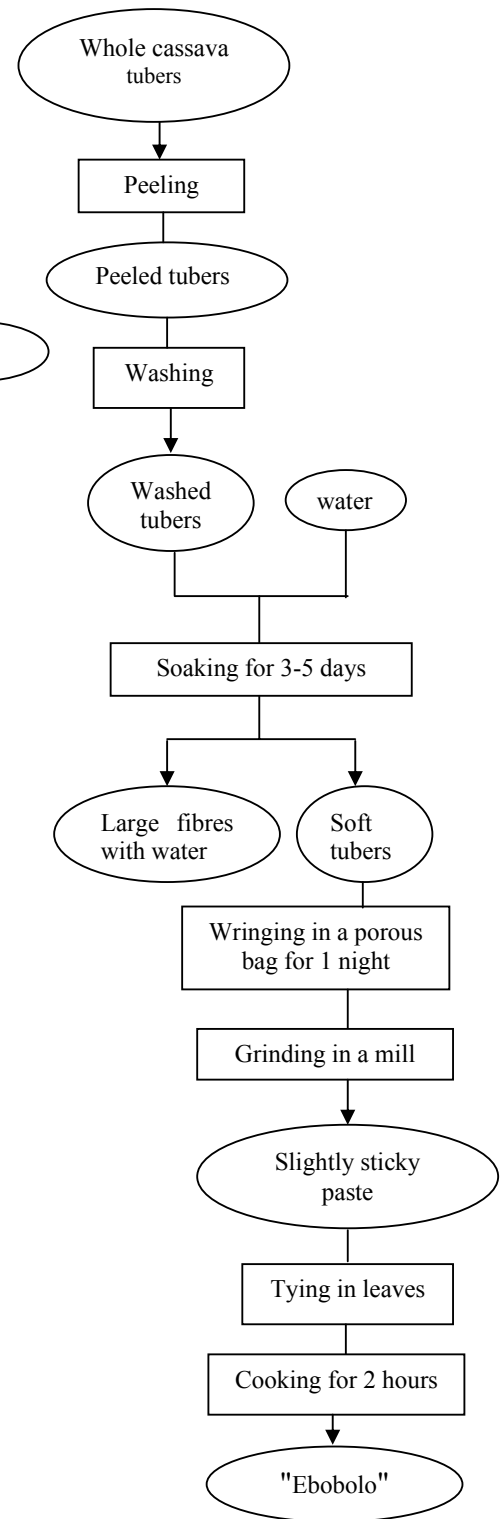 Whole cassava
tubers
Peeling
Peeled tubers
Washing
Washed
tubers
water
Soaking for 3-5 days
Large fibres
with water
Soft
tubers
Wringing in a porous
bag for 1 night
Grinding in a mill
Slightly sticky
paste
Tying in leaves
Cooking for 2 hours
"Ebobolo"